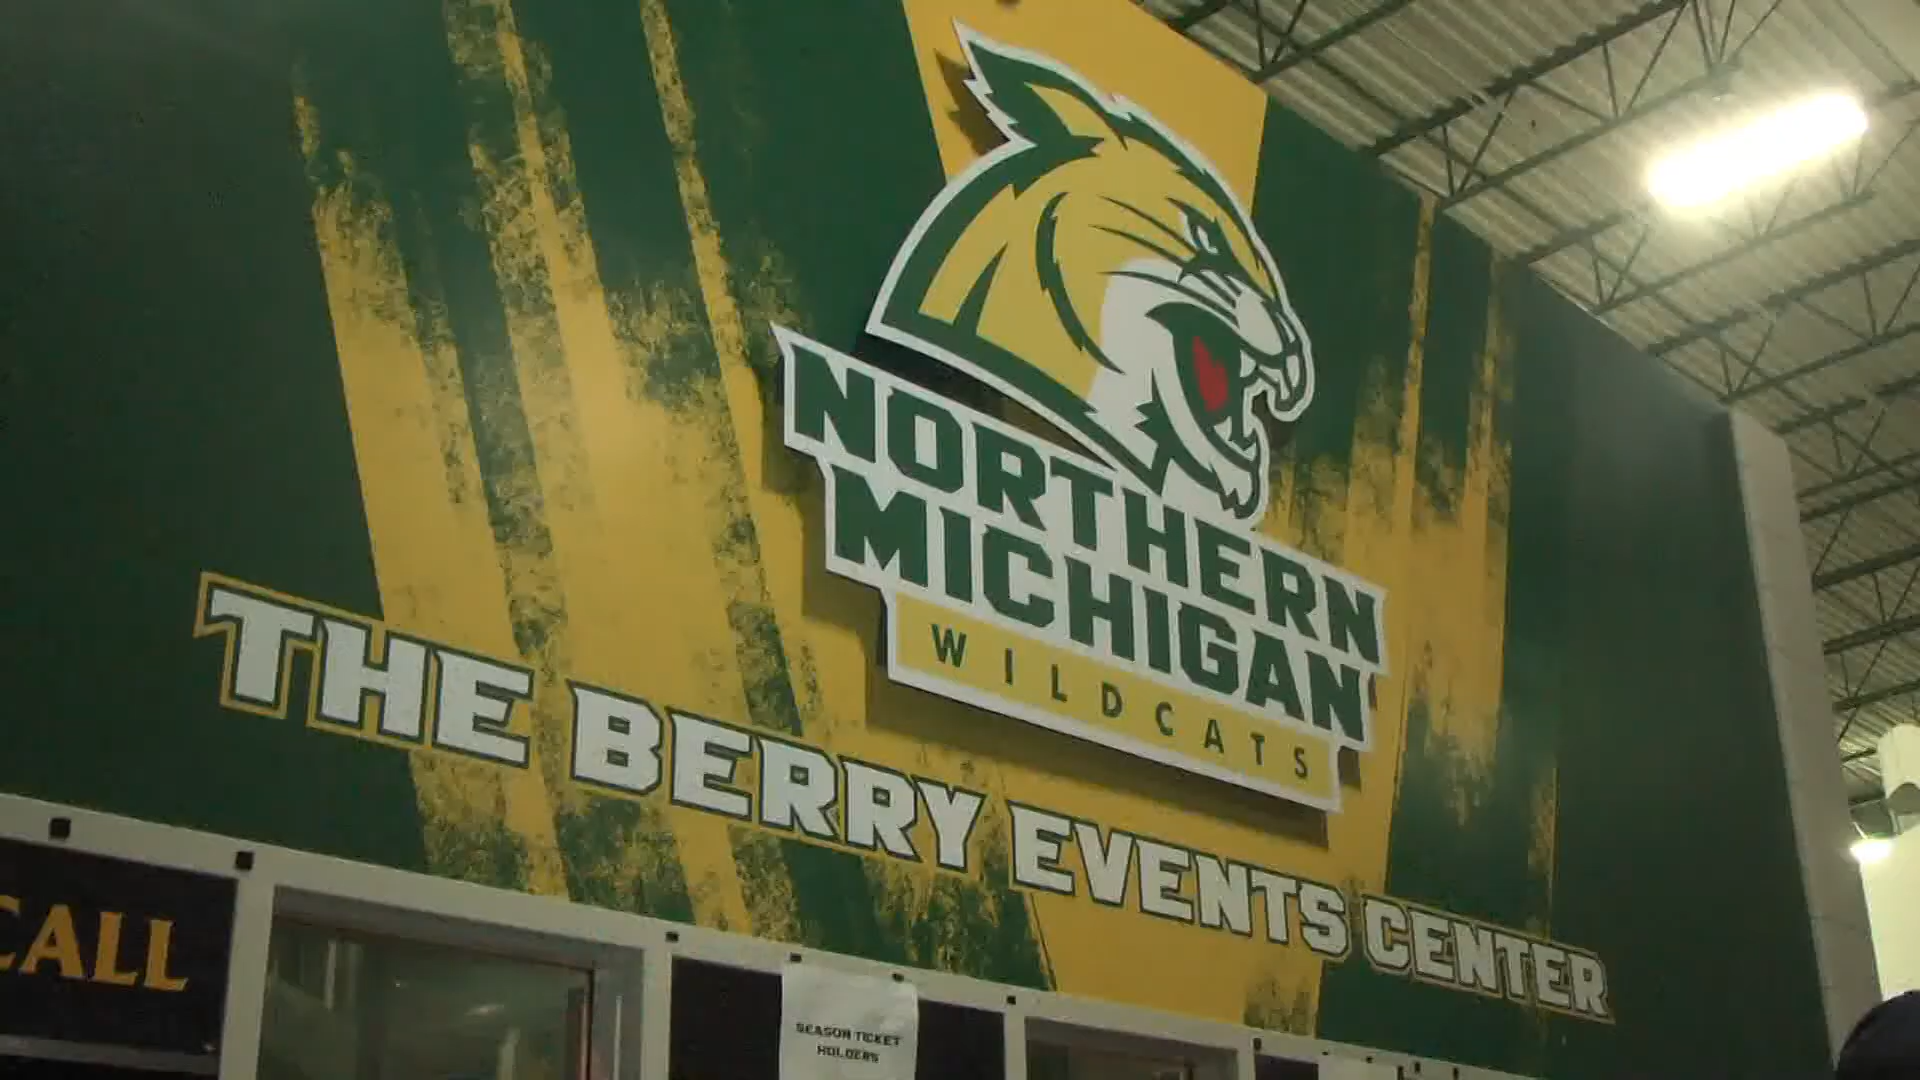 NORTHERN
MICHIGAN
WILDCATS
THE BERRY EVENTS CENTER
CALL
SEASON TICKET
HOLDERS